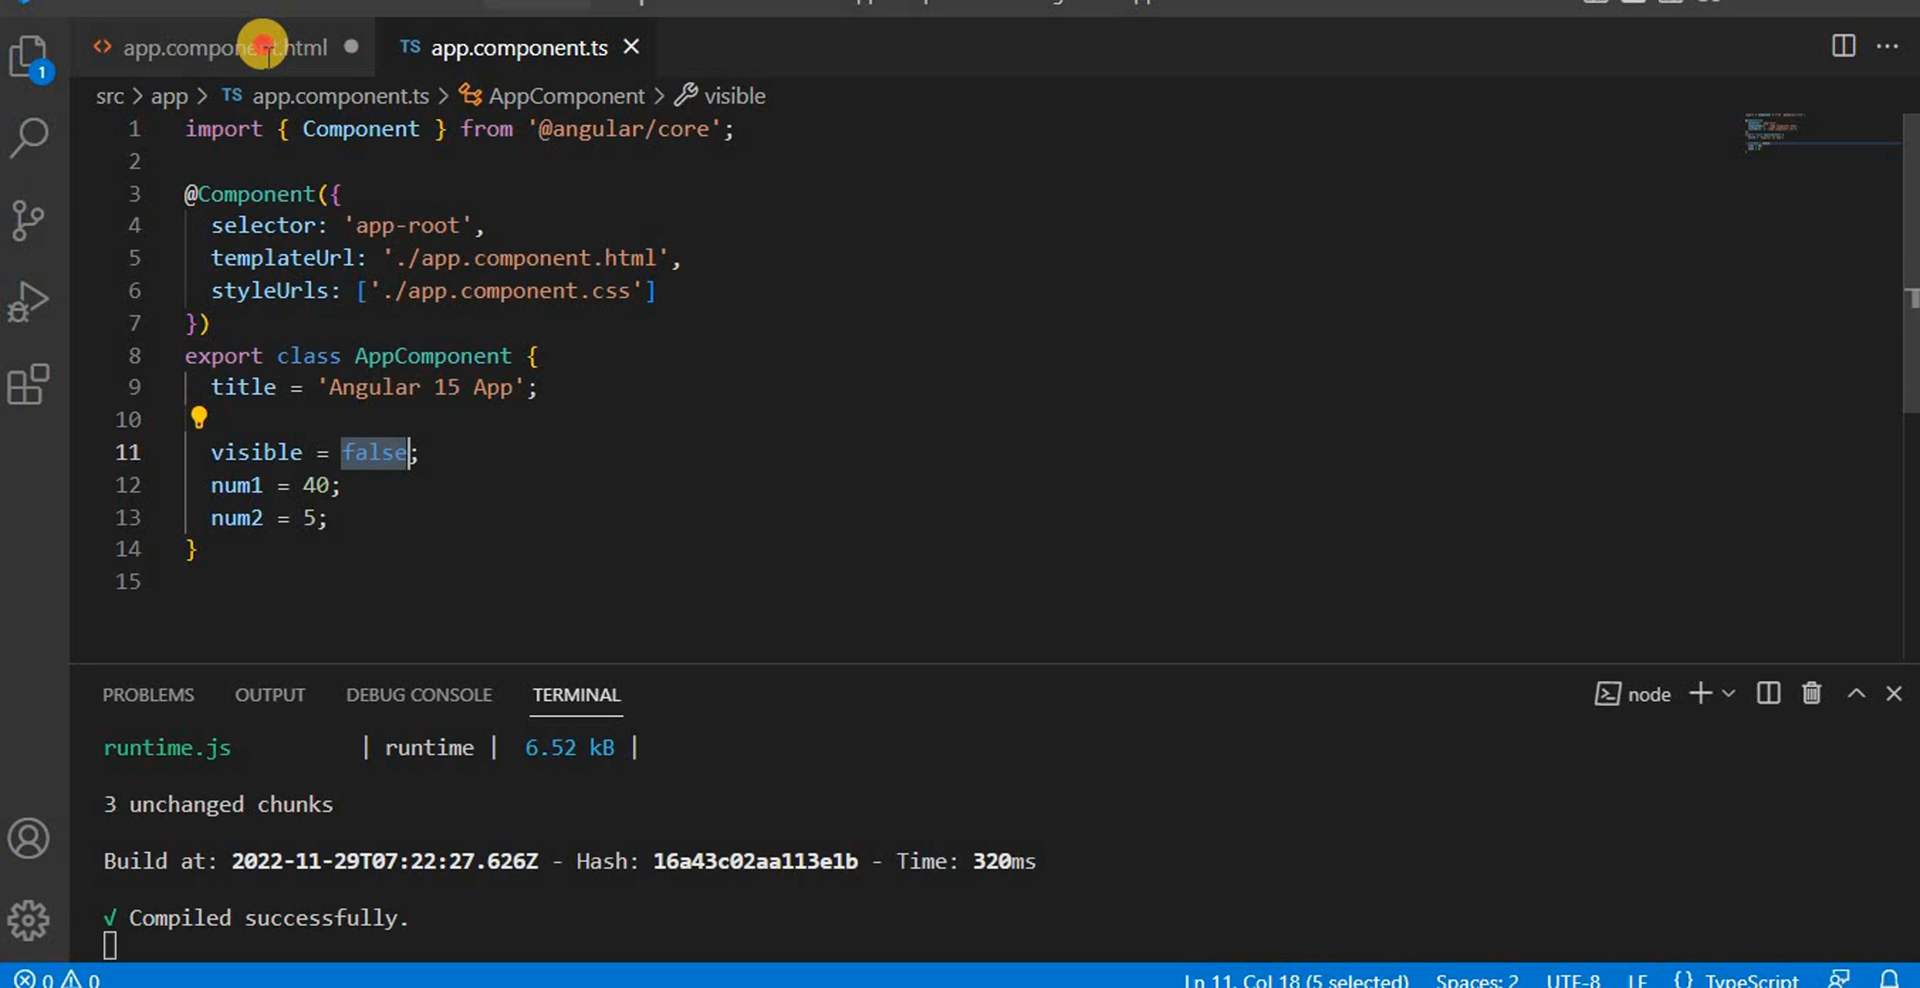 app.component.html
TS app.component.ts
1
src > app > TS app.component.ts > AppComponent > visible
1 import { Component } from '@angular/core';
2
3 @Component({
4 selector: 'app-root',
5 templateUrl: './app.component.html',
6 styleUrls: ['./app.component.css']
7 })
8 export class AppComponent {
9 title = 'Angular 15 App';
10
11 visible = false;
12 num1 = 40;
13 num2 = 5;
14 }
15
PROBLEMS OUTPUT DEBUG CONSOLE TERMINAL node
runtime.js | runtime | 6.52 kB |
3 unchanged chunks
Build at: 2022-11-29T07:22:27.626Z - Hash: 16a43c02aa113e1b - Time: 320ms
√ Compiled successfully.
0 0 Ln 11, Col 18 (5 selected) Spaces: 2 UTF-8 LF {} TypeScript